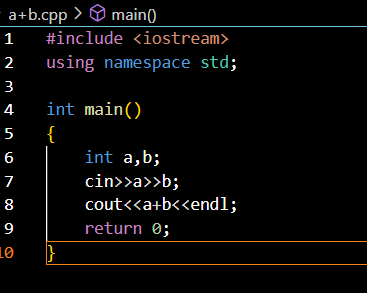 a+b.cpp > main()
1 #include <iostream>
2 using namespace std;
3
4 int main()
5 {
6     int a,b;
7     cin>>a>>b;
8     cout<<a+b<<endl;
9     return 0;
10 }